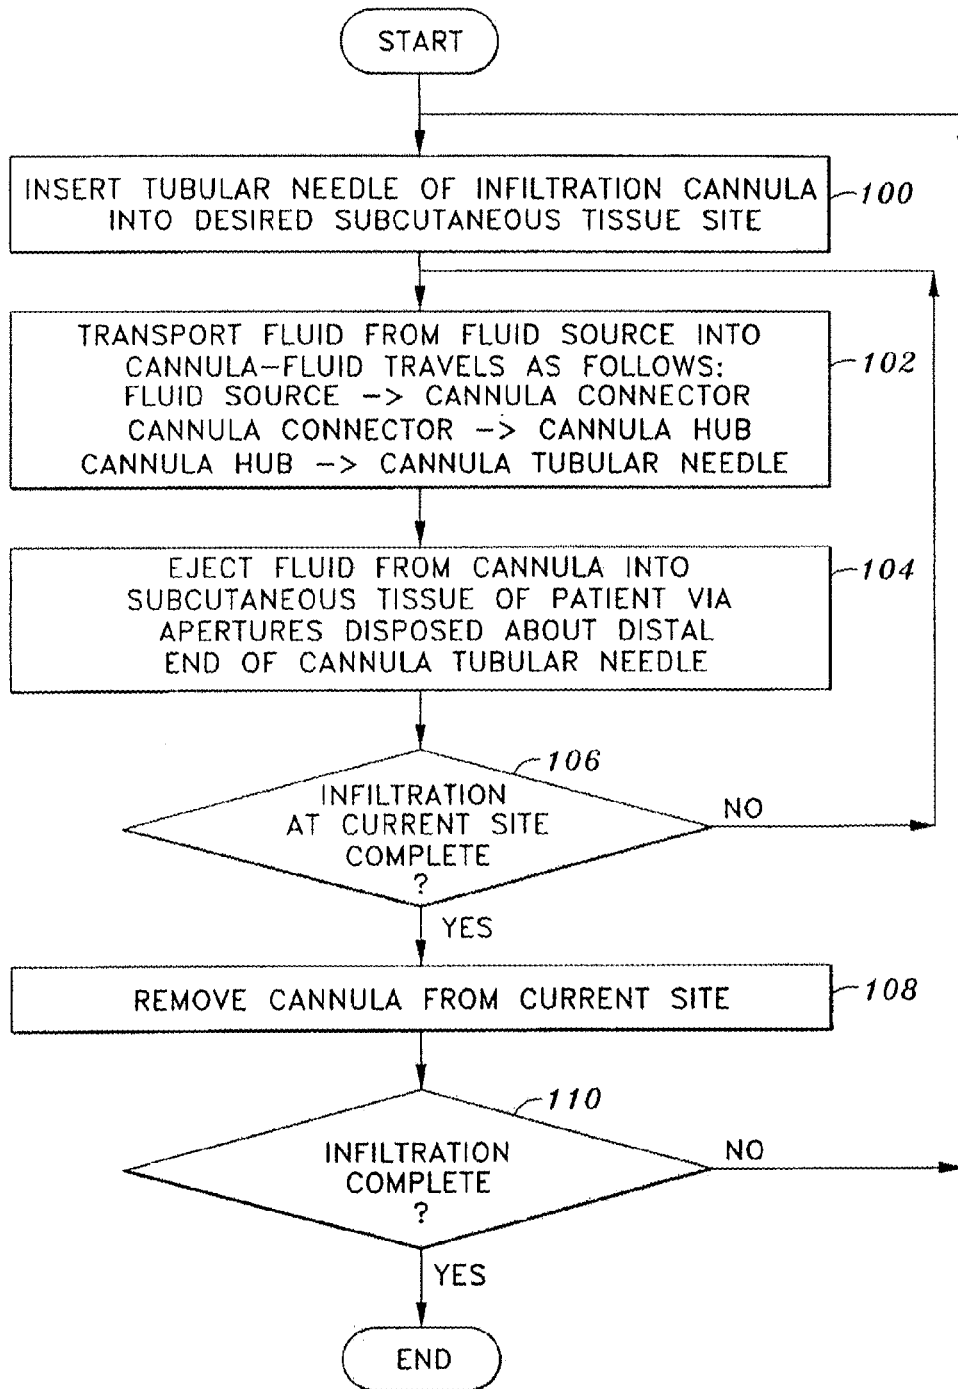 START
INSERT TUBULAR NEEDLE OF INFILTRATION CANNULA
INTO DESIRED SUBCUTANEOUS TISSUE SITE
100
TRANSPORT FLUID FROM FLUID SOURCE INTO
CANNULA-FLUID TRAVELS AS FOLLOWS:
FLUID SOURCE -> CANNULA CONNECTOR
CANNULA CONNECTOR -> CANNULA HUB
CANNULA HUB -> CANNULA TUBULAR NEEDLE
102
EJECT FLUID FROM CANNULA INTO
SUBCUTANEOUS TISSUE OF PATIENT VIA
APERTURES DISPOSED ABOUT DISTAL
END OF CANNULA TUBULAR NEEDLE
104
106
INFILTRATION
AT CURRENT SITE
COMPLETE
?
NO
YES
REMOVE CANNULA FROM CURRENT SITE
108
110
INFILTRATION
COMPLETE
?
NO
YES
END